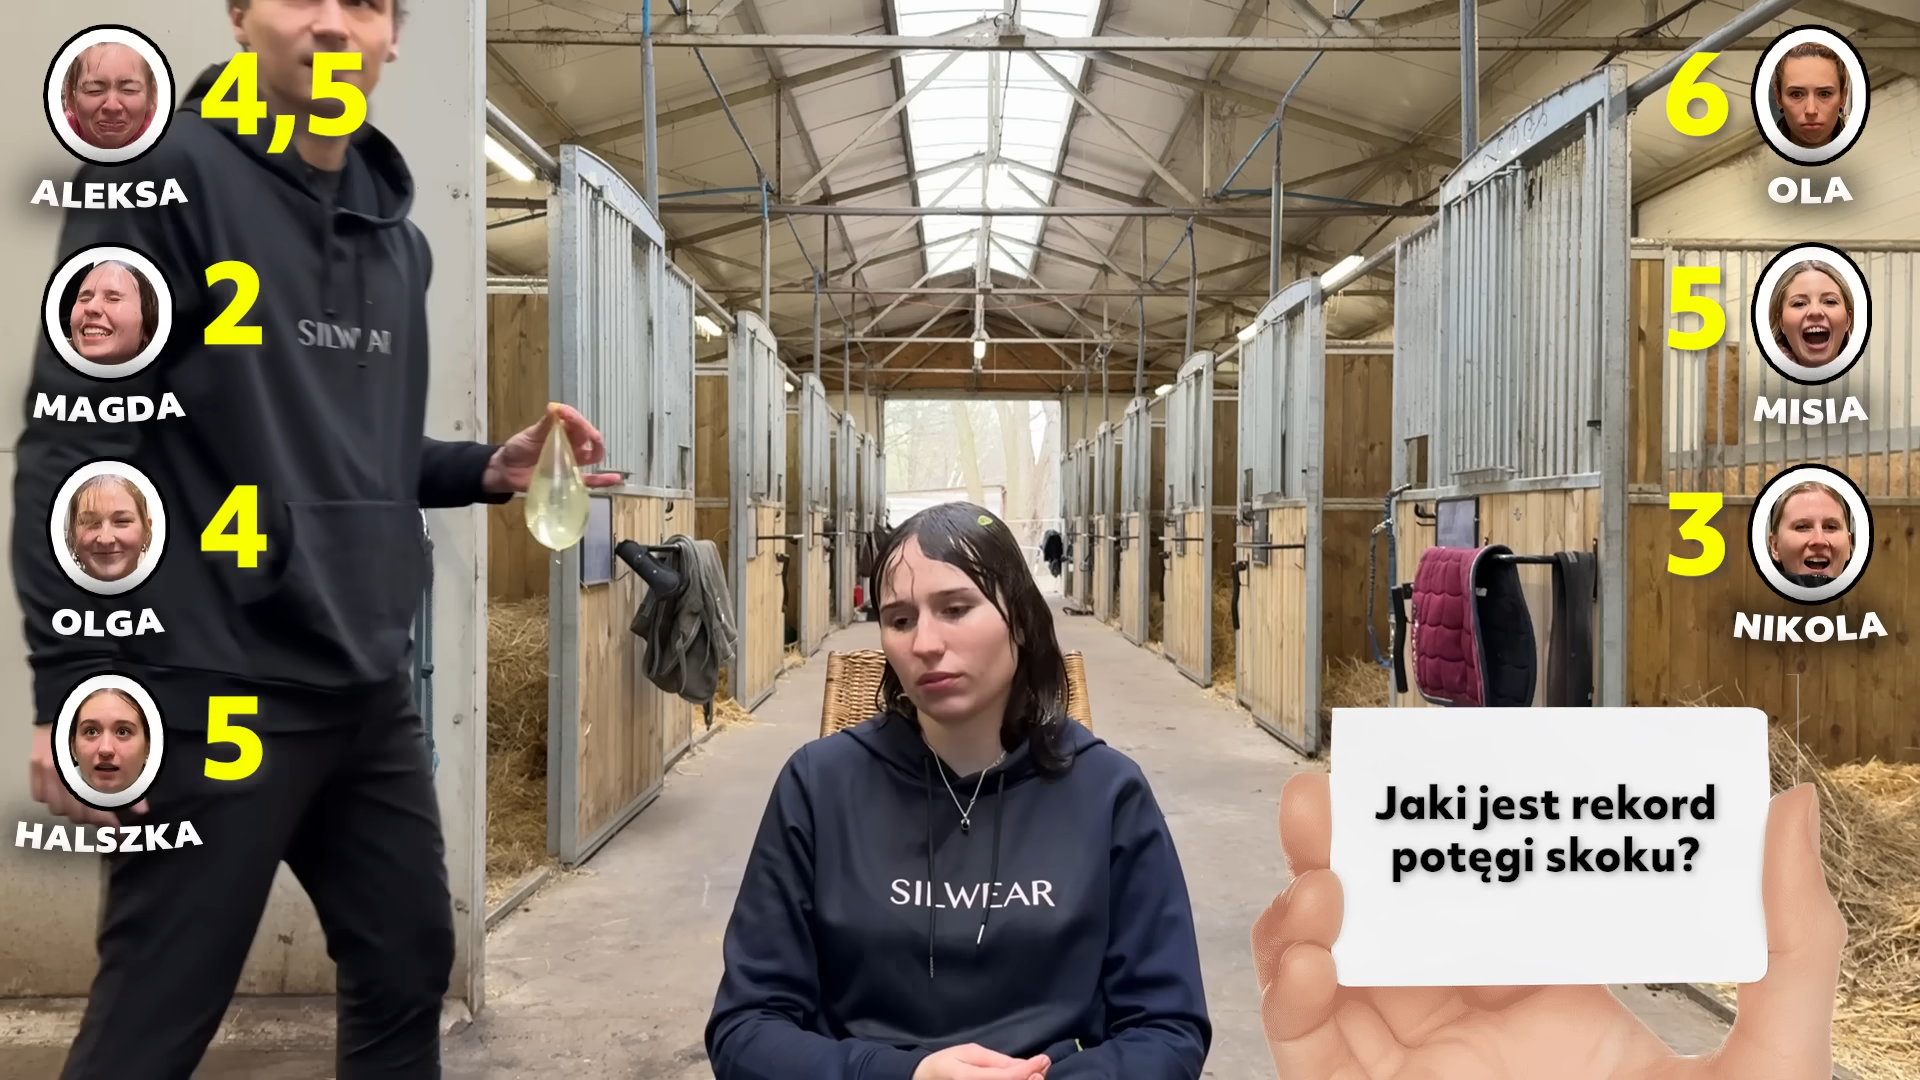 ALEKSA
4,5
MAGDA
2
OLGA
4
HALSZKA
5
6
OLA
5
MISIA
3
NIKOLA
SILWEAR
SILWEAR
Jaki jest rekord
potęgi skoku?